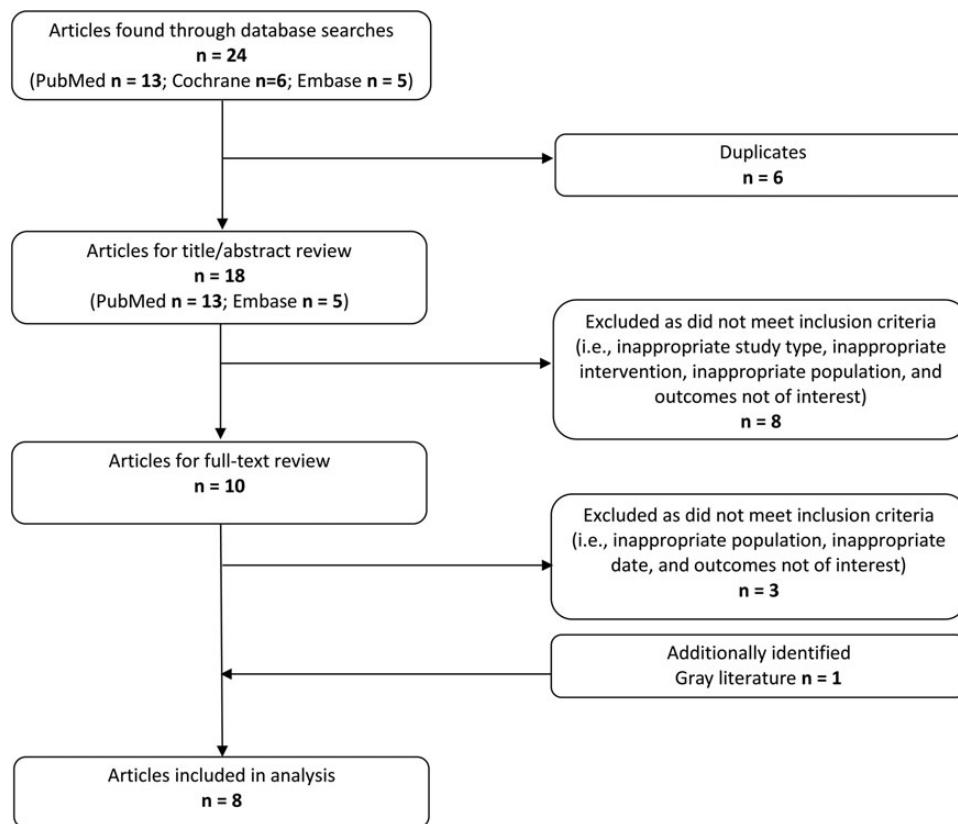 Articles found through database searches
n = 24
(PubMed n = 13; Cochrane n=6; Embase n = 5)
Duplicates
n = 6
Articles for title/abstract review
n = 18
(PubMed n = 13; Embase n = 5)
Excluded as did not meet inclusion criteria
(i.e., inappropriate study type, inappropriate
intervention, inappropriate population, and
outcomes not of interest)
n = 8
Articles for full-text review
n = 10
Excluded as did not meet inclusion criteria
(i.e., inappropriate population, inappropriate
date, and outcomes not of interest)
n = 3
Additionally identified
Gray literature n = 1
Articles included in analysis
n = 8